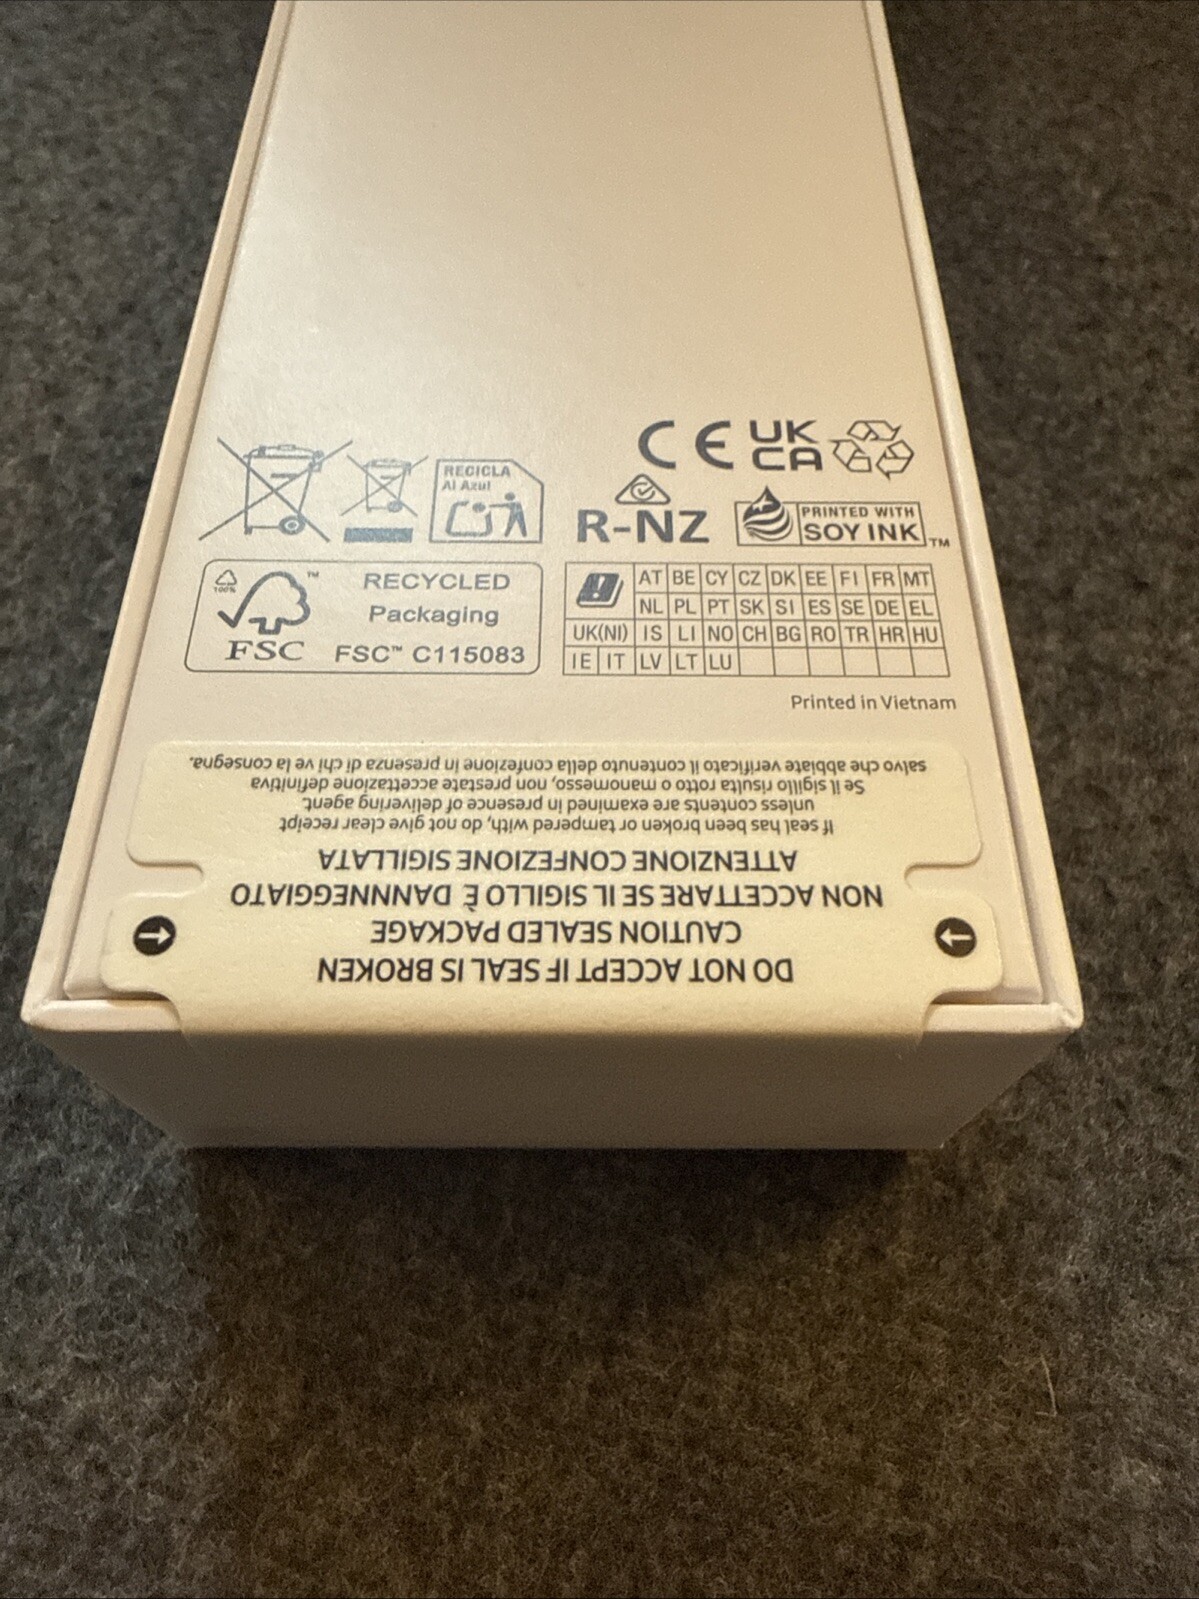 RECICLA
Al Azul
CE UK CA
R-NZ
PRINTED WITH
SOY INK ™
100%
™
FSC
RECYCLED
Packaging
FSC™ C115083
AT BE CY CZ DK EE FI FR MT
NL PL PT SK SI ES SE DE EL
UK(NI) IS LI NO CH BG RO TR HR HU
IE IT LV LT LU
Printed in Vietnam
DO NOT ACCEPT IF SEAL IS BROKEN
CAUTION SEALED PACKAGE
NON ACCETTARE SE IL SIGILLO È DANNNEGGIATO
ATTENZIONE CONFEZIONE SIGILLATA
If seal has been broken or tampered with, do not give clear receipt
unless contents are examined in presence of delivering agent.
Se il sigillo risulta rotto o manomesso, non prestate accettazione definitiva
salvo che abbiate verificato il contenuto della confezione in presenza di chi ve la consegna.